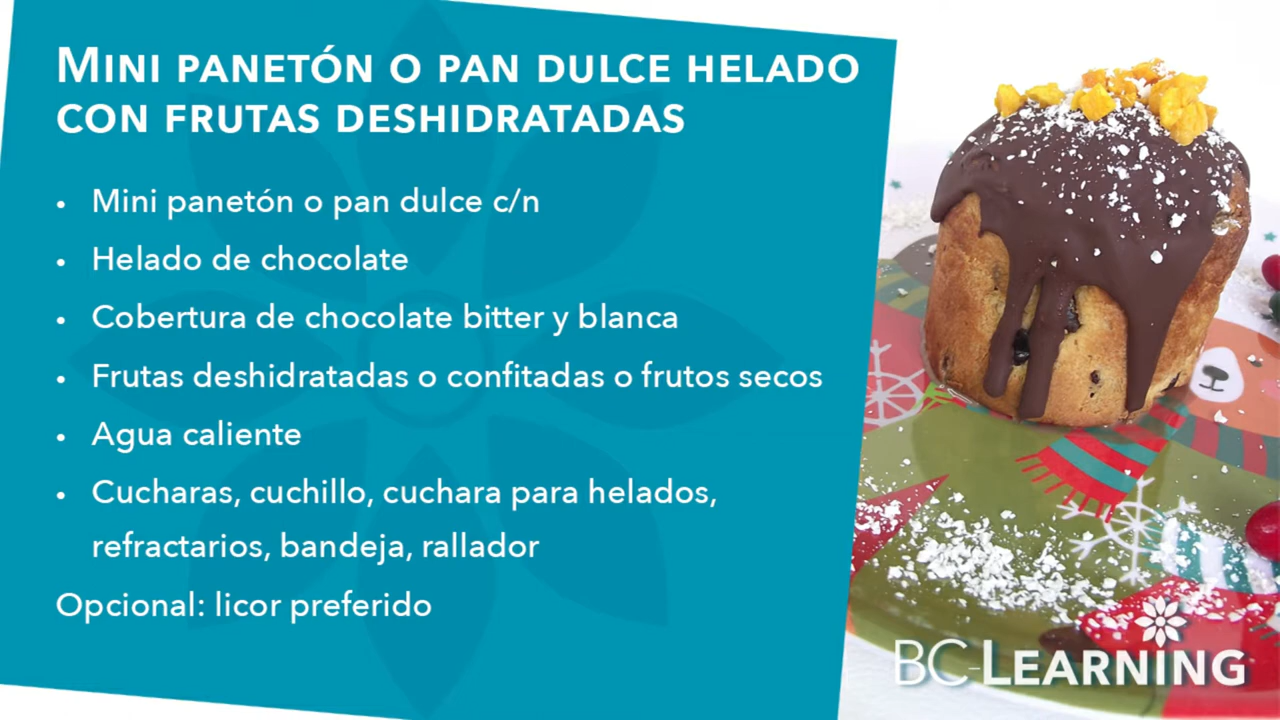 MINI PANETÓN O PAN DULCE HELADO
CON FRUTAS DESHIDRATADAS
• Mini panetón o pan dulce c/n
• Helado de chocolate
• Cobertura de chocolate bitter y blanca
• Frutas deshidratadas o confitadas o frutos secos
• Agua caliente
• Cucharas, cuchillo, cuchara para helados,
refractarios, bandeja, rallador
Opcional: licor preferido
BC-LEARNING